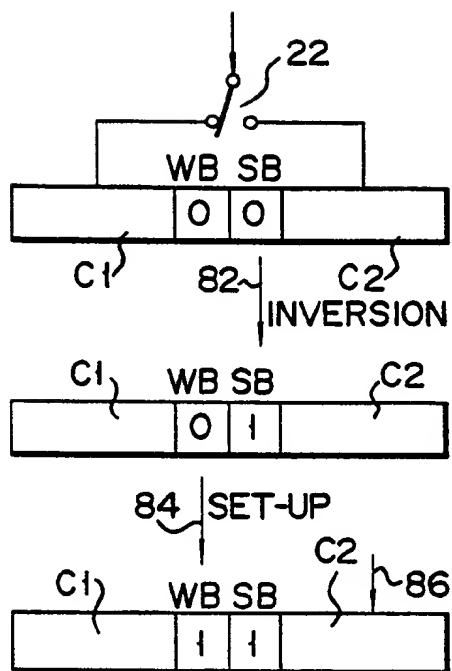 22
WB SB
0 0
C1 C2
82
INVERSION
C1 WB SB C2
0 1
84 SET-UP
C2
C1 WB SB 86
1 1